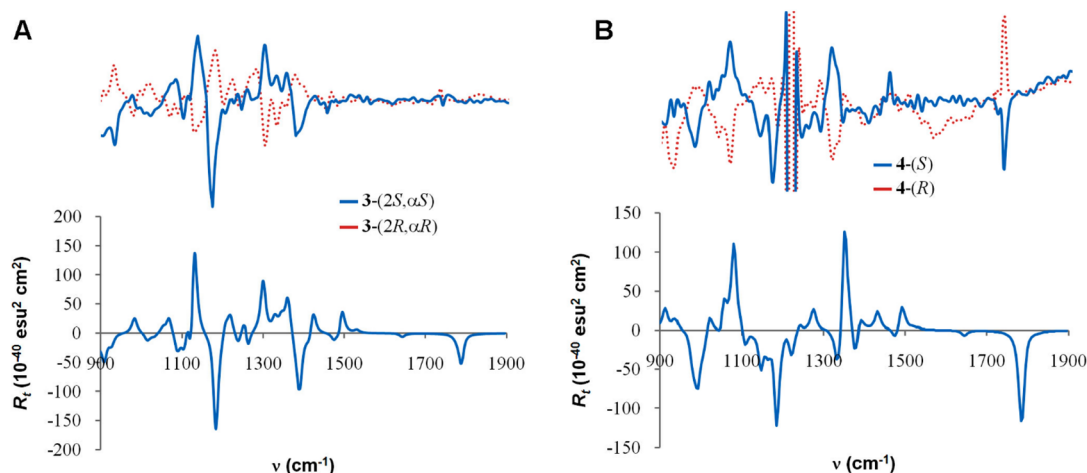 A
3-(2S,αS)
3-(2R,αR)
200
150
100
50
0
-50
-100
-150
-200
900 1100 1300 1500 1700 1900
Rt (10-40 esu2 cm2)
ν (cm-1)
B
4-(S)
4-(R)
150
100
50
0
-50
-100
-150
900 1100 1300 1500 1700 1900
Rt (10-40 esu2 cm2)
ν (cm-1)